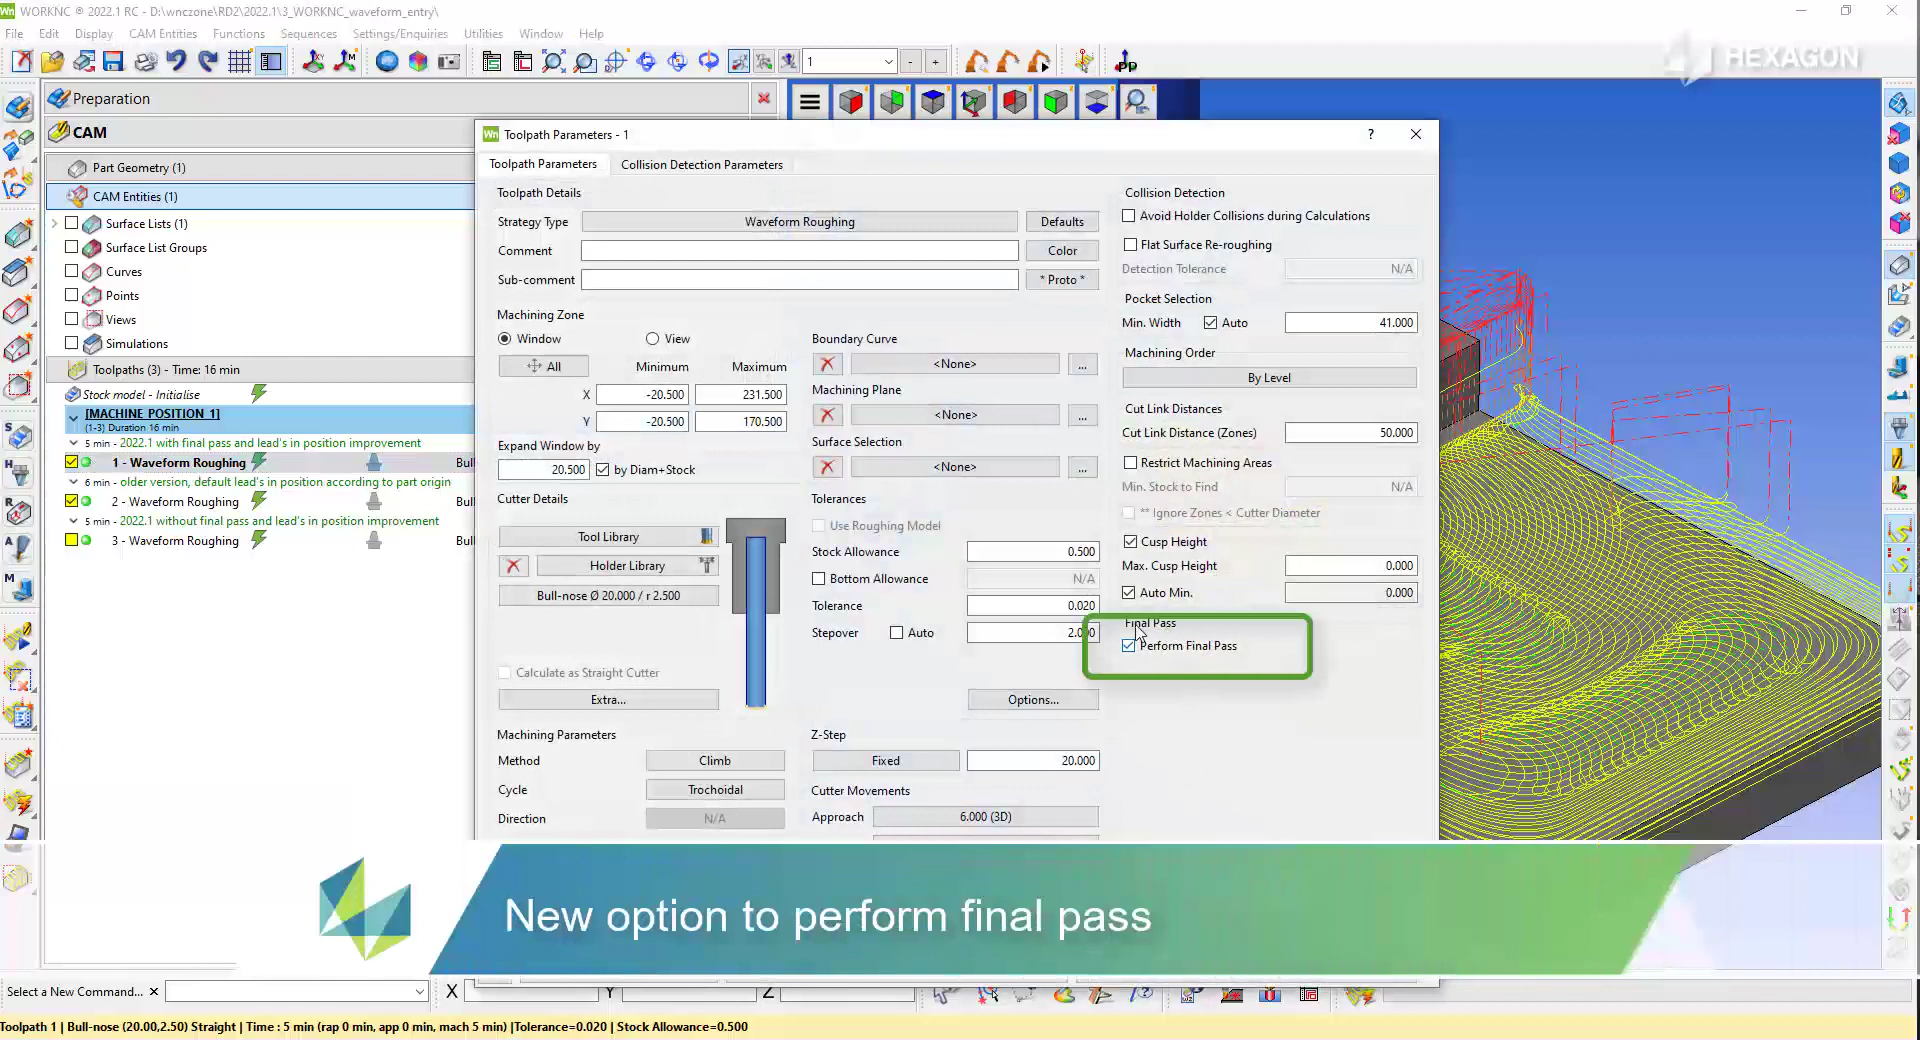 WORKNC ® 2022.1 RC - D:\wnczone\RD2\2022.1\3_WORKNC_waveform_entry\
File Edit Display CAM Entities Functions Sequences Settings/Enquiries Utilities Window Help
1 - +
PP
HEXAGON
Preparation
CAM
Part Geometry (1)
CAM Entities (1)
Surface Lists (1)
Surface List Groups
Curves
Points
Views
Simulations
Toolpaths (3) - Time: 16 min
Stock model - Initialise
[MACHINE POSITION 1]
(1-3) Duration 16 min
5 min - 2022.1 with final pass and lead's in position improvement
1 - Waveform Roughing Bul
6 min - older version, default lead's in position according to part origin
2 - Waveform Roughing Bul
5 min - 2022.1 without final pass and lead's in position improvement
3 - Waveform Roughing Bul
Toolpath Parameters - 1
Toolpath Parameters Collision Detection Parameters
Toolpath Details
Strategy Type Waveform Roughing Defaults
Comment Color
Sub-comment * Proto *
Machining Zone
Window View
All Minimum Maximum
X -20.500 231.500
Y -20.500 170.500
Expand Window by
20.500 by Diam+Stock
Cutter Details
Tool Library
Holder Library
Bull-nose Ø 20.000 / r 2.500
Calculate as Straight Cutter
Extra...
Machining Parameters
Method Climb
Cycle Trochoidal
Direction N/A
Boundary Curve
<None> ...
Machining Plane
<None> ...
Surface Selection
<None> ...
Tolerances
Use Roughing Model
Stock Allowance 0.500
Bottom Allowance N/A
Tolerance 0.020
Stepover Auto 2.000
Options...
Z-Step
Fixed 20.000
Cutter Movements
Approach 6.000 (3D)
Collision Detection
Avoid Holder Collisions during Calculations
Flat Surface Re-roughing
Detection Tolerance N/A
Pocket Selection
Min. Width Auto 41.000
Machining Order
By Level
Cut Link Distances
Cut Link Distance (Zones) 50.000
Restrict Machining Areas
Min. Stock to Find N/A
** Ignore Zones < Cutter Diameter
Cusp Height
Max. Cusp Height 0.000
Auto Min. 0.000
Final Pass
Perform Final Pass
New option to perform final pass
Select a New Command... X Y Z
Toolpath 1 | Bull-nose (20.00,2.50) Straight | Time : 5 min (rap 0 min, app 0 min, mach 5 min) |Tolerance=0.020 | Stock Allowance=0.500